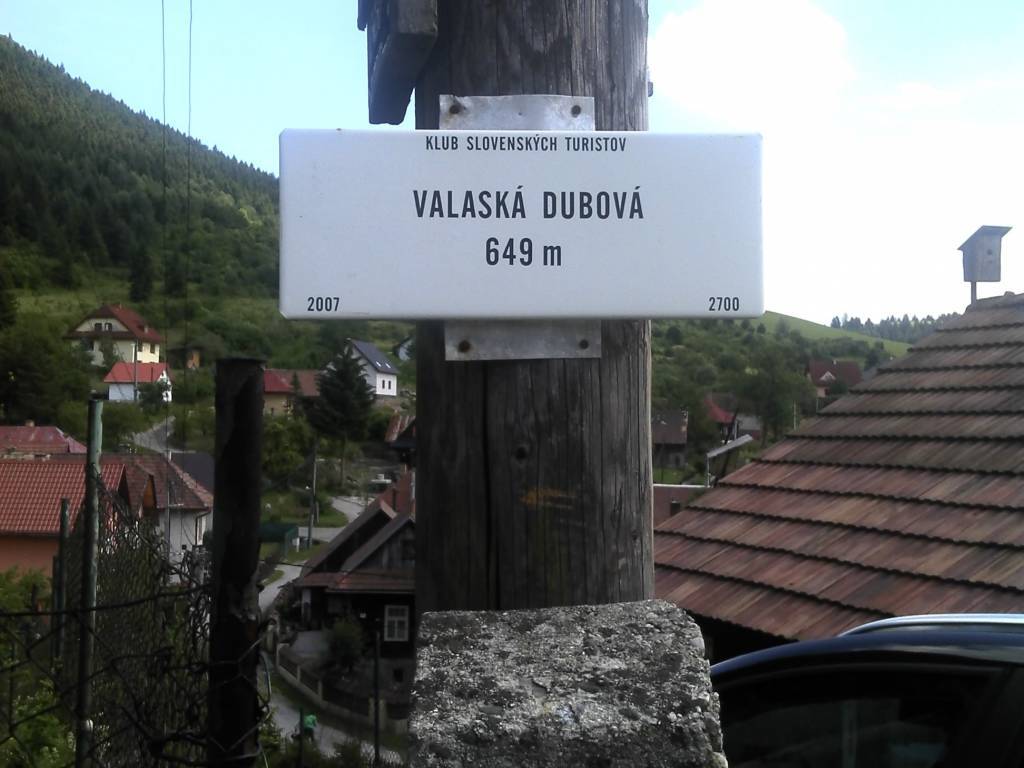 KLUB SLOVENSKÝCH TURISTOV
VALASKÁ DUBOVÁ
649 m
2007 2700